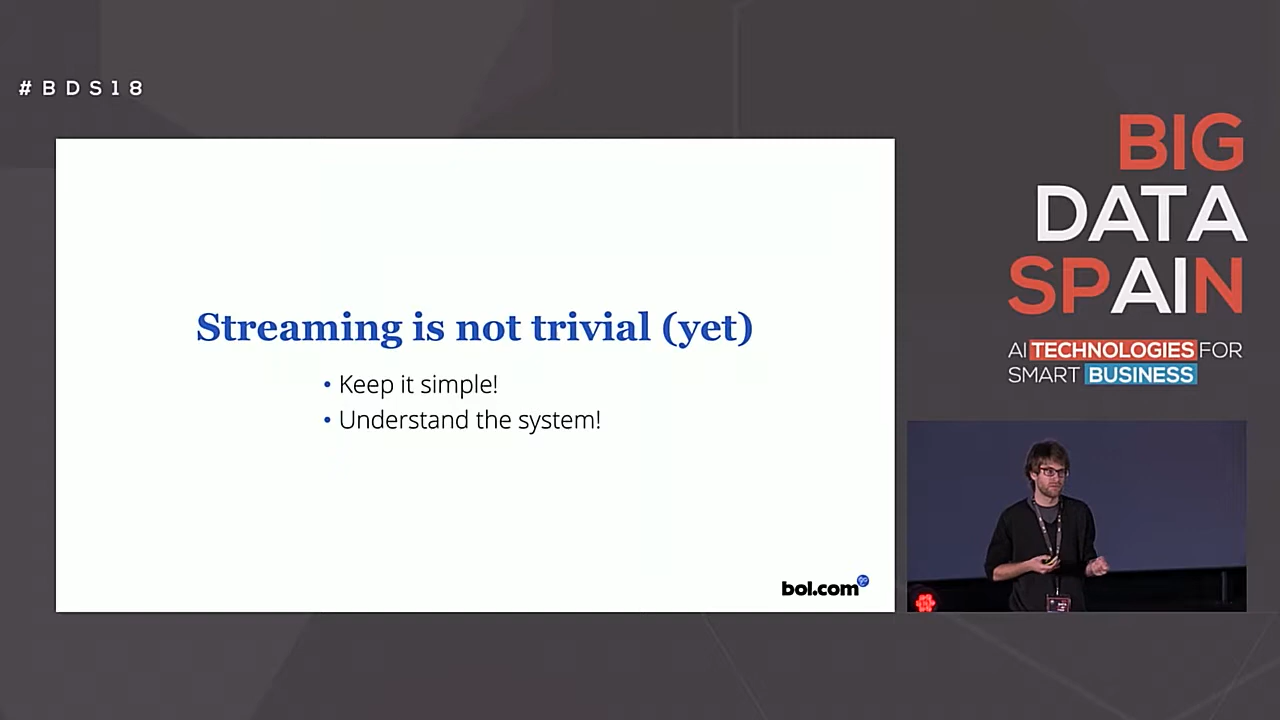 #BDS18
BIG
DATA
SPAIN
AI TECHNOLOGIES FOR
SMART BUSINESS
Streaming is not trivial (yet)
• Keep it simple!
• Understand the system!
bol.com